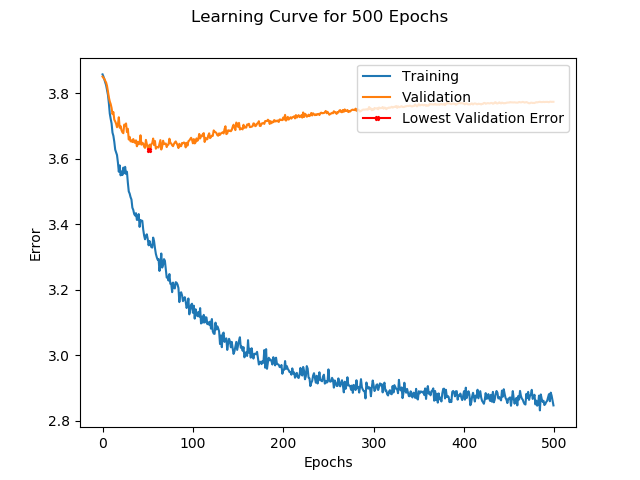 Learning Curve for 500 Epochs
Training
Validation
Lowest Validation Error
3.8
3.6
3.4
3.2
3.0
2.8
Error
0 100 200 300 400 500
Epochs